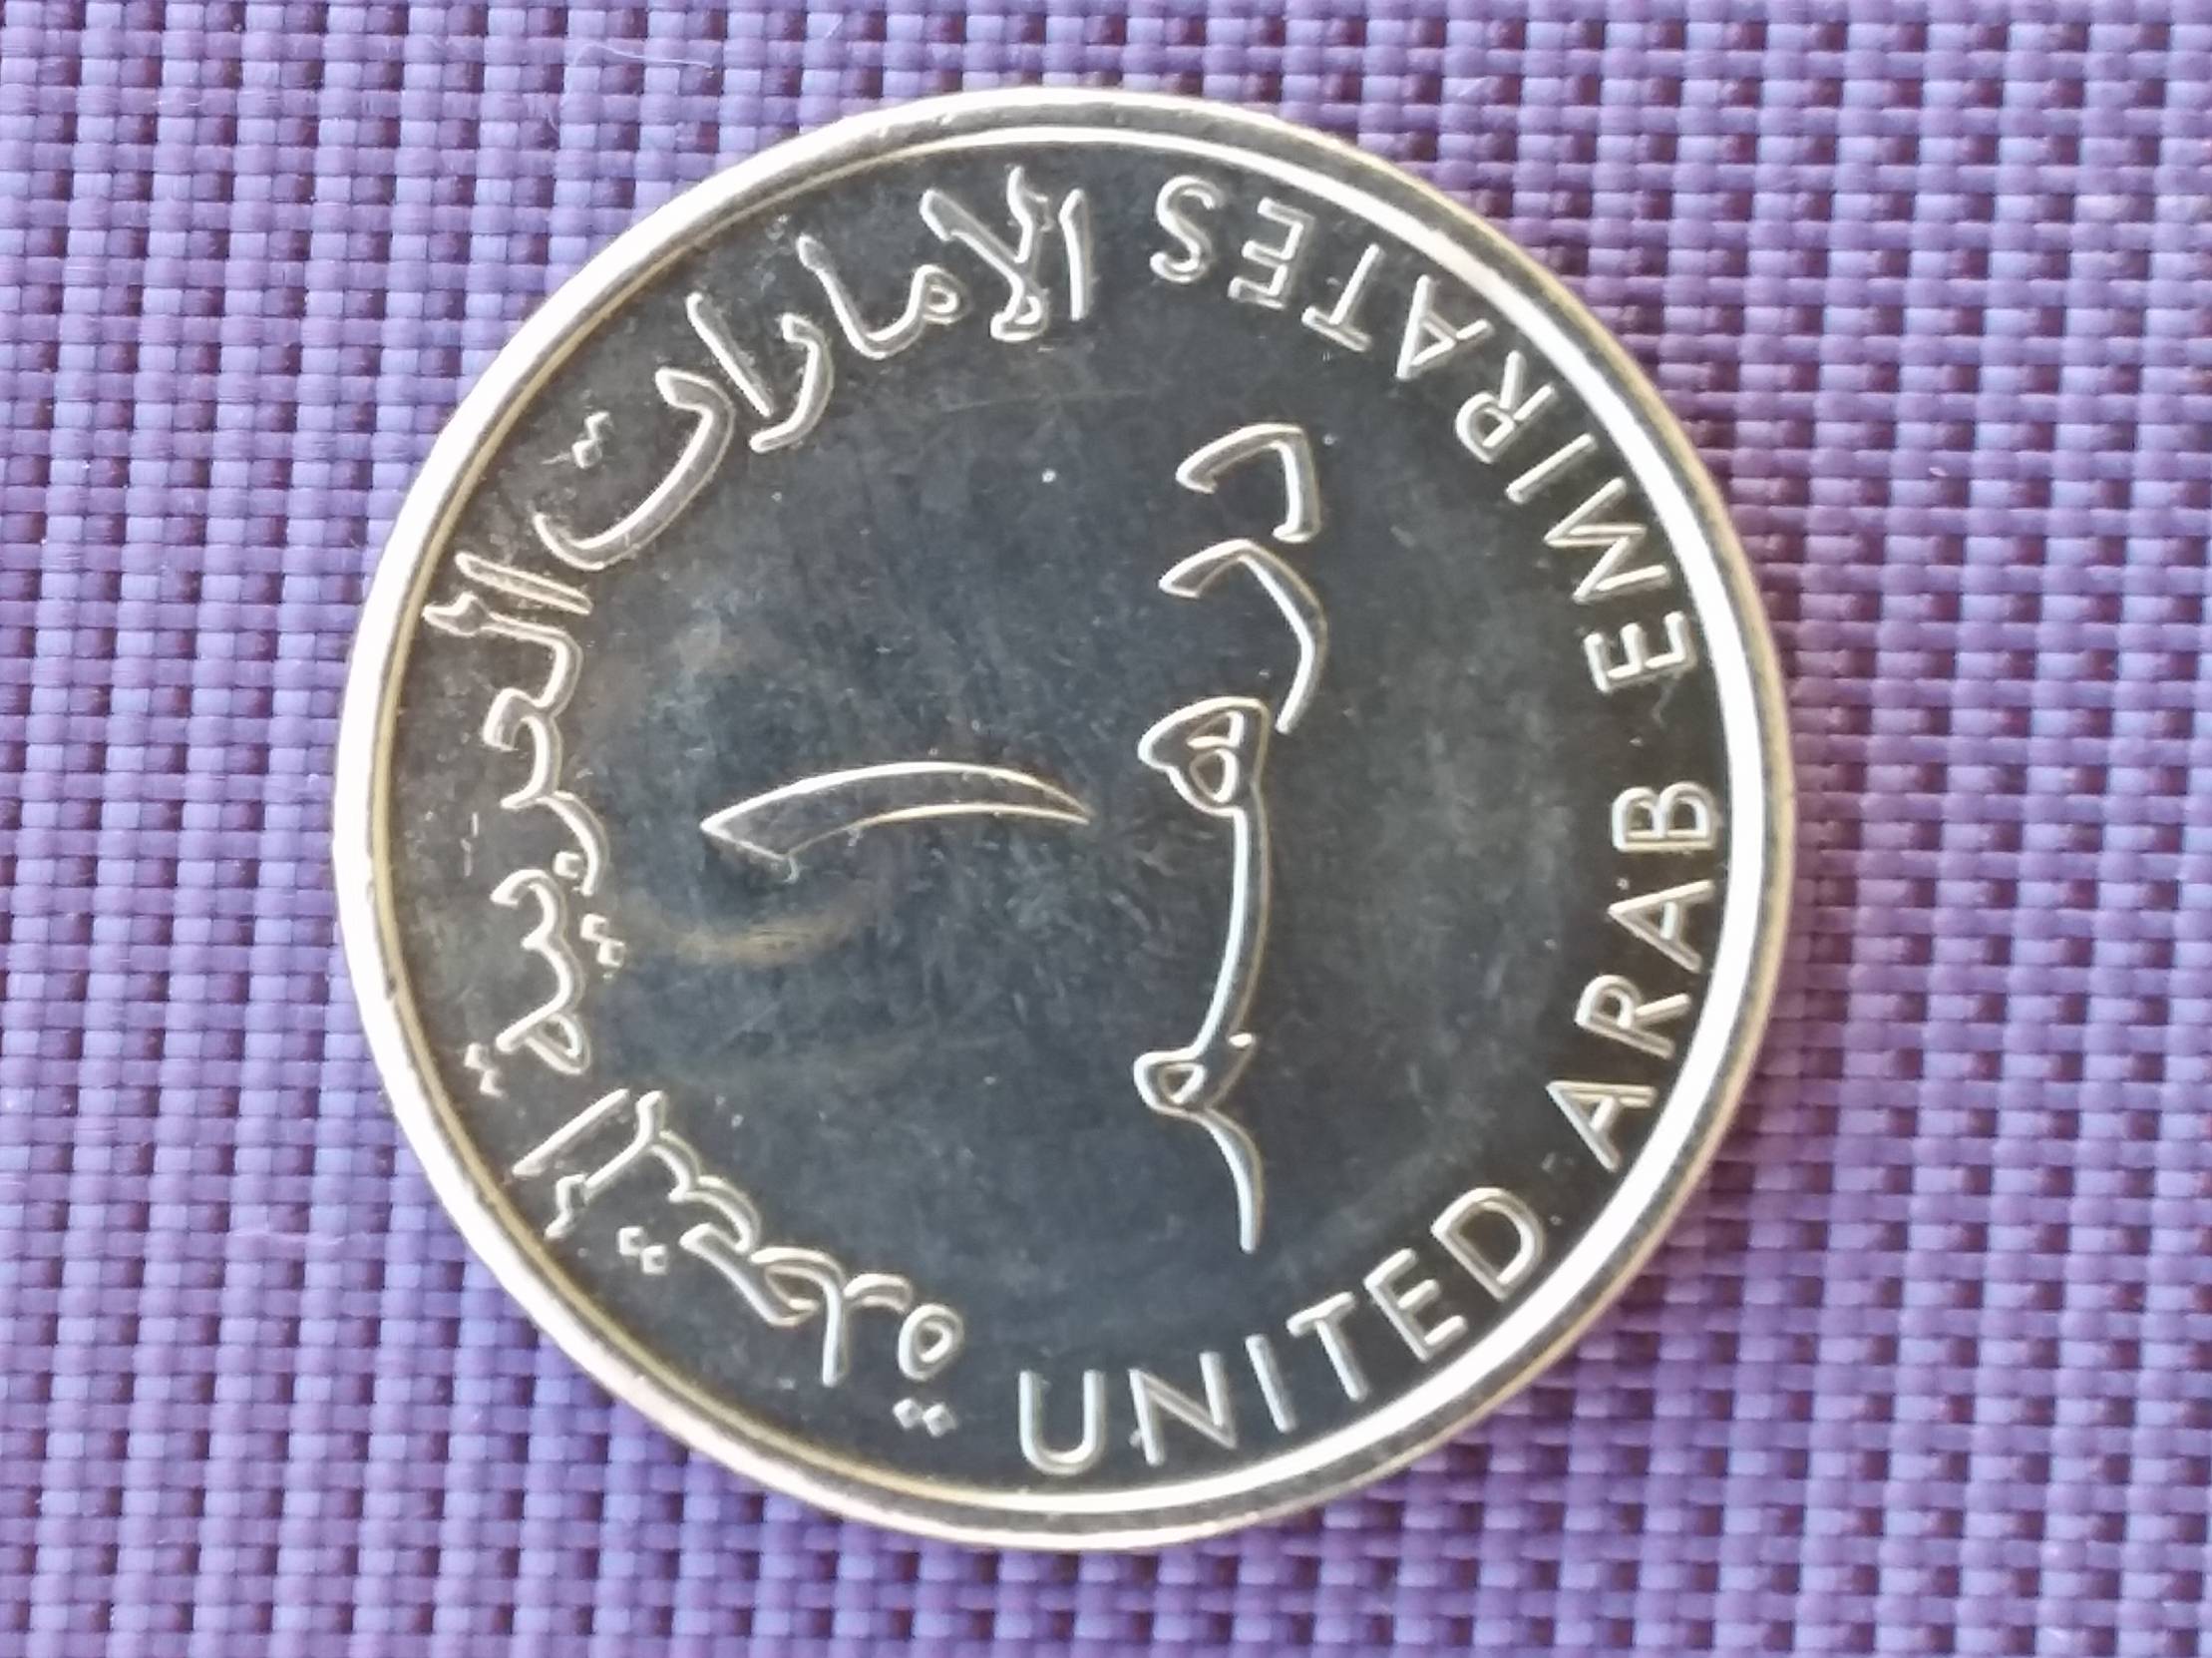 الإمارات العربية المتحدة
١
درهم
UNITED ARAB EMIRATES